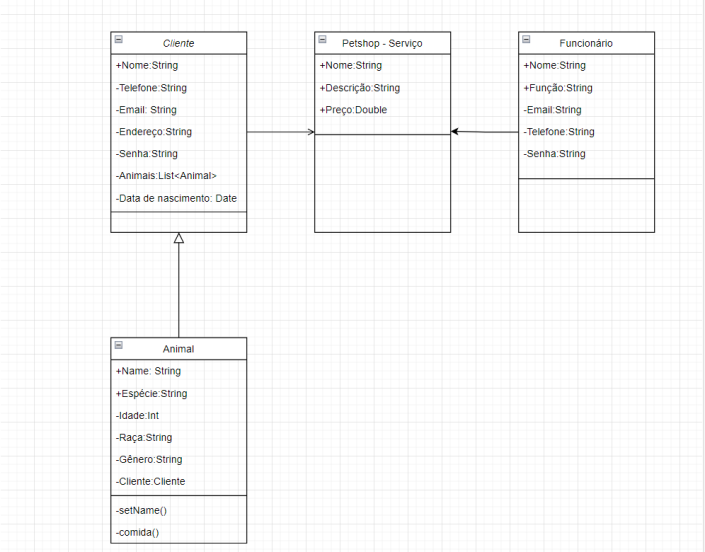 Cliente
+Nome:String
-Telefone:String
-Email: String
-Endereço:String
-Senha:String
-Animais:List<Animal>
-Data de nascimento: Date
Petshop - Serviço
+Nome:String
+Descrição:String
+Preço:Double
Funcionário
+Nome:String
+Função:String
-Email:String
-Telefone:String
-Senha:String
Animal
+Name: String
+Espécie:String
-Idade:Int
-Raça:String
-Gênero:String
-Cliente:Cliente
-setName()
-comida()